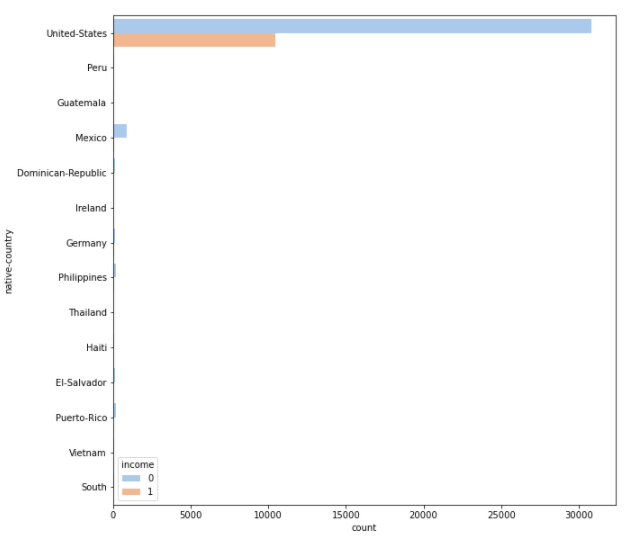 United-States
Peru
Guatemala
Mexico
Dominican-Republic
Ireland
Germany
Philippines
Thailand
Haiti
El-Salvador
Puerto-Rico
Vietnam
South
native-country
income
0
1
0 5000 10000 15000 20000 25000 30000
count